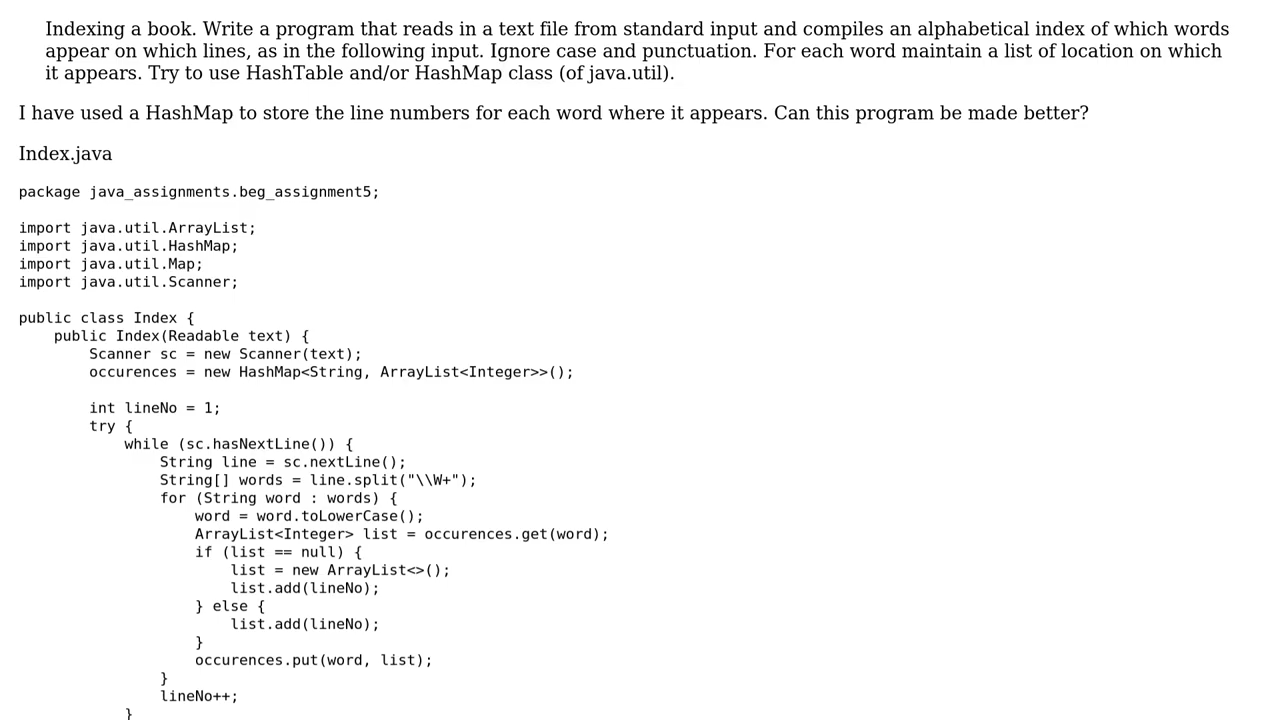 Indexing a book. Write a program that reads in a text file from standard input and compiles an alphabetical index of which words
appear on which lines, as in the following input. Ignore case and punctuation. For each word maintain a list of location on which
it appears. Try to use HashTable and/or HashMap class (of java.util).
I have used a HashMap to store the line numbers for each word where it appears. Can this program be made better?
Index.java
package java_assignments.beg_assignment5;
import java.util.ArrayList;
import java.util.HashMap;
import java.util.Map;
import java.util.Scanner;
public class Index {
    public Index(Readable text) {
        Scanner sc = new Scanner(text);
        occurences = new HashMap<String, ArrayList<Integer>>();
        int lineNo = 1;
        try {
            while (sc.hasNextLine()) {
                String line = sc.nextLine();
                String[] words = line.split("\\W+");
                for (String word : words) {
                    word = word.toLowerCase();
                    ArrayList<Integer> list = occurences.get(word);
                    if (list == null) {
                        list = new ArrayList<>();
                        list.add(lineNo);
                    } else {
                        list.add(lineNo);
                    }
                    occurences.put(word, list);
                }
                lineNo++;
            }